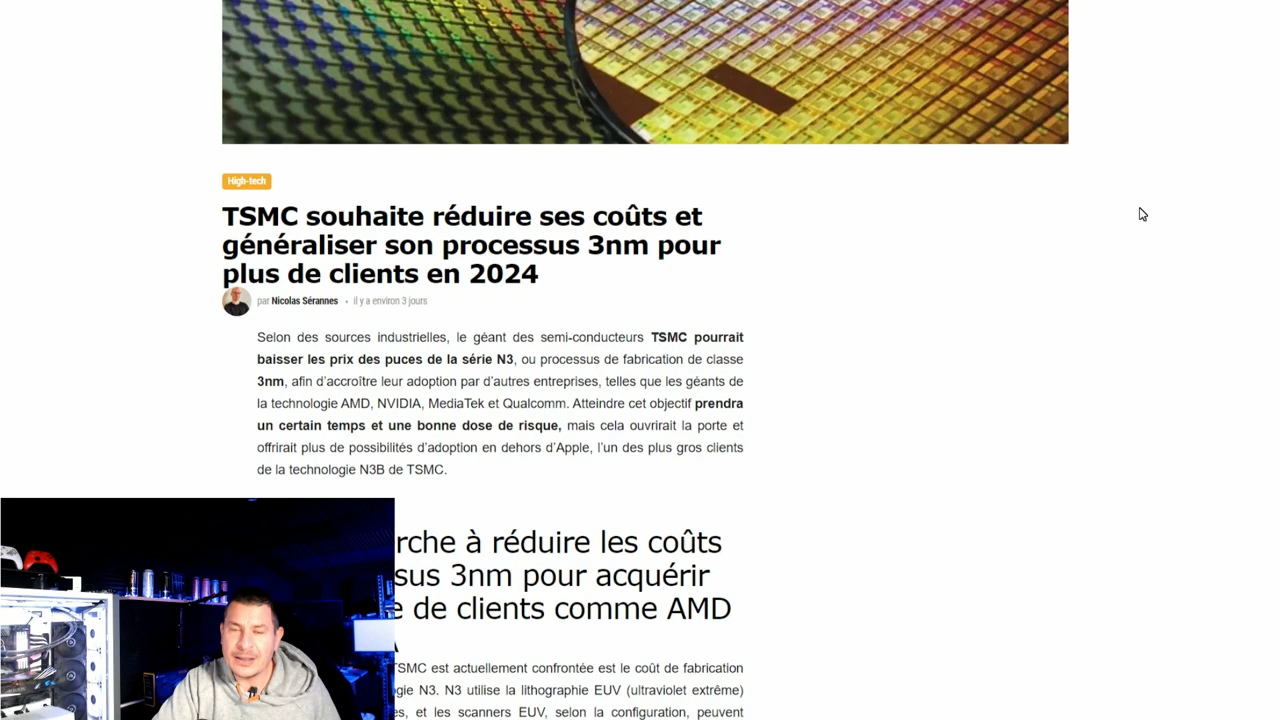 High-tech
TSMC souhaite réduire ses coûts et
généraliser son processus 3nm pour
plus de clients en 2024
par Nicolas Sérannes • il y a environ 3 jours
Selon des sources industrielles, le géant des semi-conducteurs TSMC pourrait
baisser les prix des puces de la série N3, ou processus de fabrication de classe
3nm, afin d'accroître leur adoption par d'autres entreprises, telles que les géants de
la technologie AMD, NVIDIA, MediaTek et Qualcomm. Atteindre cet objectif prendra
un certain temps et une bonne dose de risque, mais cela ouvrirait la porte et
offrirait plus de possibilités d'adoption en dehors d'Apple, l'un des plus gros clients
de la technologie N3B de TSMC.
rche à réduire les coûts
sus 3nm pour acquérir
e de clients comme AMD
TSMC est actuellement confrontée est le coût de fabrication
gie N3. N3 utilise la lithographie EUV (ultraviolet extrême)
es, et les scanners EUV, selon la configuration, peuvent